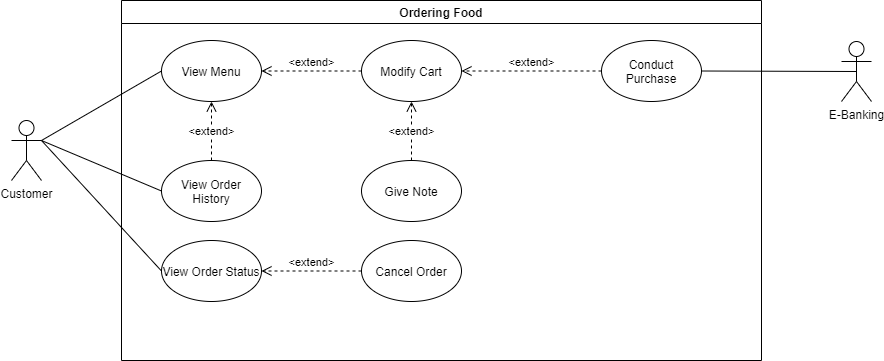 Ordering Food
View Menu
<extend>
Modify Cart
<extend>
Conduct
Purchase
E-Banking
<extend>
<extend>
Customer
View Order
History
Give Note
View Order Status
<extend>
Cancel Order